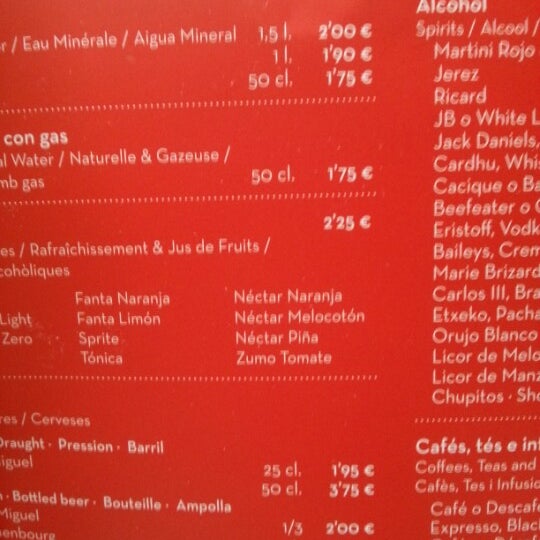 / Eau Minérale / Aigua Mineral 1,5 l. 2'00 €
1 l. 1'90 €
50 cl. 1'75 €
con gas
Water / Naturelle & Gazeuse /
mb gas 50 cl. 1'75 €
2'25 €
es / Rafraîchissement & Jus de Fruits /
cohòliques
Fanta Naranja Néctar Naranja
Light Fanta Limón Néctar Melocotón
Zero Sprite Néctar Piña
Tónica Zumo Tomate
res / Cerveses
Draught · Pression · Barril
iguel
25 cl. 1'95 €
50 cl. 3'75 €
· Bottled beer · Bouteille · Ampolla
Miguel
enbourg 1/3 2'00 €
Alcohol
Spirits / Alcool /
Martini Rojo
Jerez
Ricard
JB o White L
Jack Daniels,
Cardhu, Whis
Cacique o Ba
Beefeater o
Eristoff, Vodk
Baileys, Crem
Marie Brizard
Carlos III, Bra
Etxeko, Pacha
Orujo Blanco
Licor de Melo
Licor de Manz
Chupitos · Sho
Cafés, tés e inf
Coffees, Teas and
Cafès, Tes i Infusio
Café o Descafe
Expresso, Blac